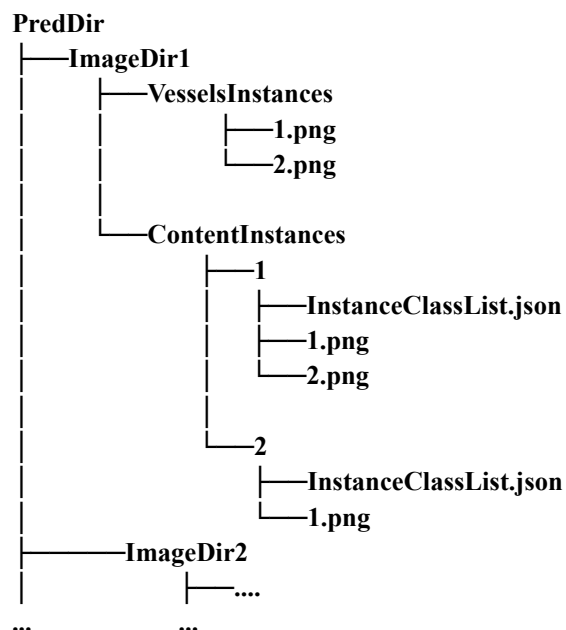 PredDir
ImageDir1
VesselsInstances
1.png
2.png
ContentInstances
1
InstanceClassList.json
1.png
2.png
2
InstanceClassList.json
1.png
ImageDir2
....
... ...